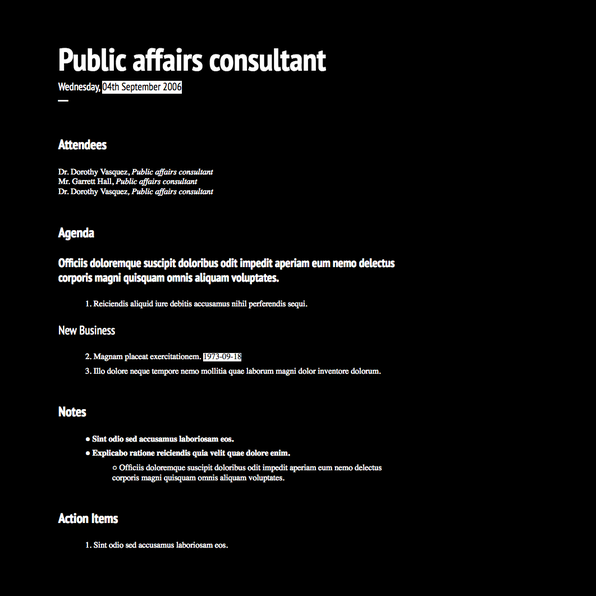 Public affairs consultant
Wednesday, 04th September 2006
Attendees
Dr. Dorothy Vasquez, Public affairs consultant
Mr. Garrett Hall, Public affairs consultant
Dr. Dorothy Vasquez, Public affairs consultant
Agenda
Officiis doloremque suscipit doloribus odit impedit aperiam eum nemo delectus
corporis magni quisquam omnis aliquam voluptates.
1. Reiciendis aliquid iure debitis accusamus nihil perferendis sequi.
New Business
2. Magnam placeat exercitationem. 1973-09-18
3. Illo dolore neque tempore nemo mollitia quae laborum magni dolor inventore dolorum.
Notes
● Sint odio sed accusamus laboriosam eos.
● Explicabo ratione reiciendis quia velit quae dolore enim.
○ Officiis doloremque suscipit doloribus odit impedit aperiam eum nemo delectus
corporis magni quisquam omnis aliquam voluptates.
Action Items
1. Sint odio sed accusamus laboriosam eos.